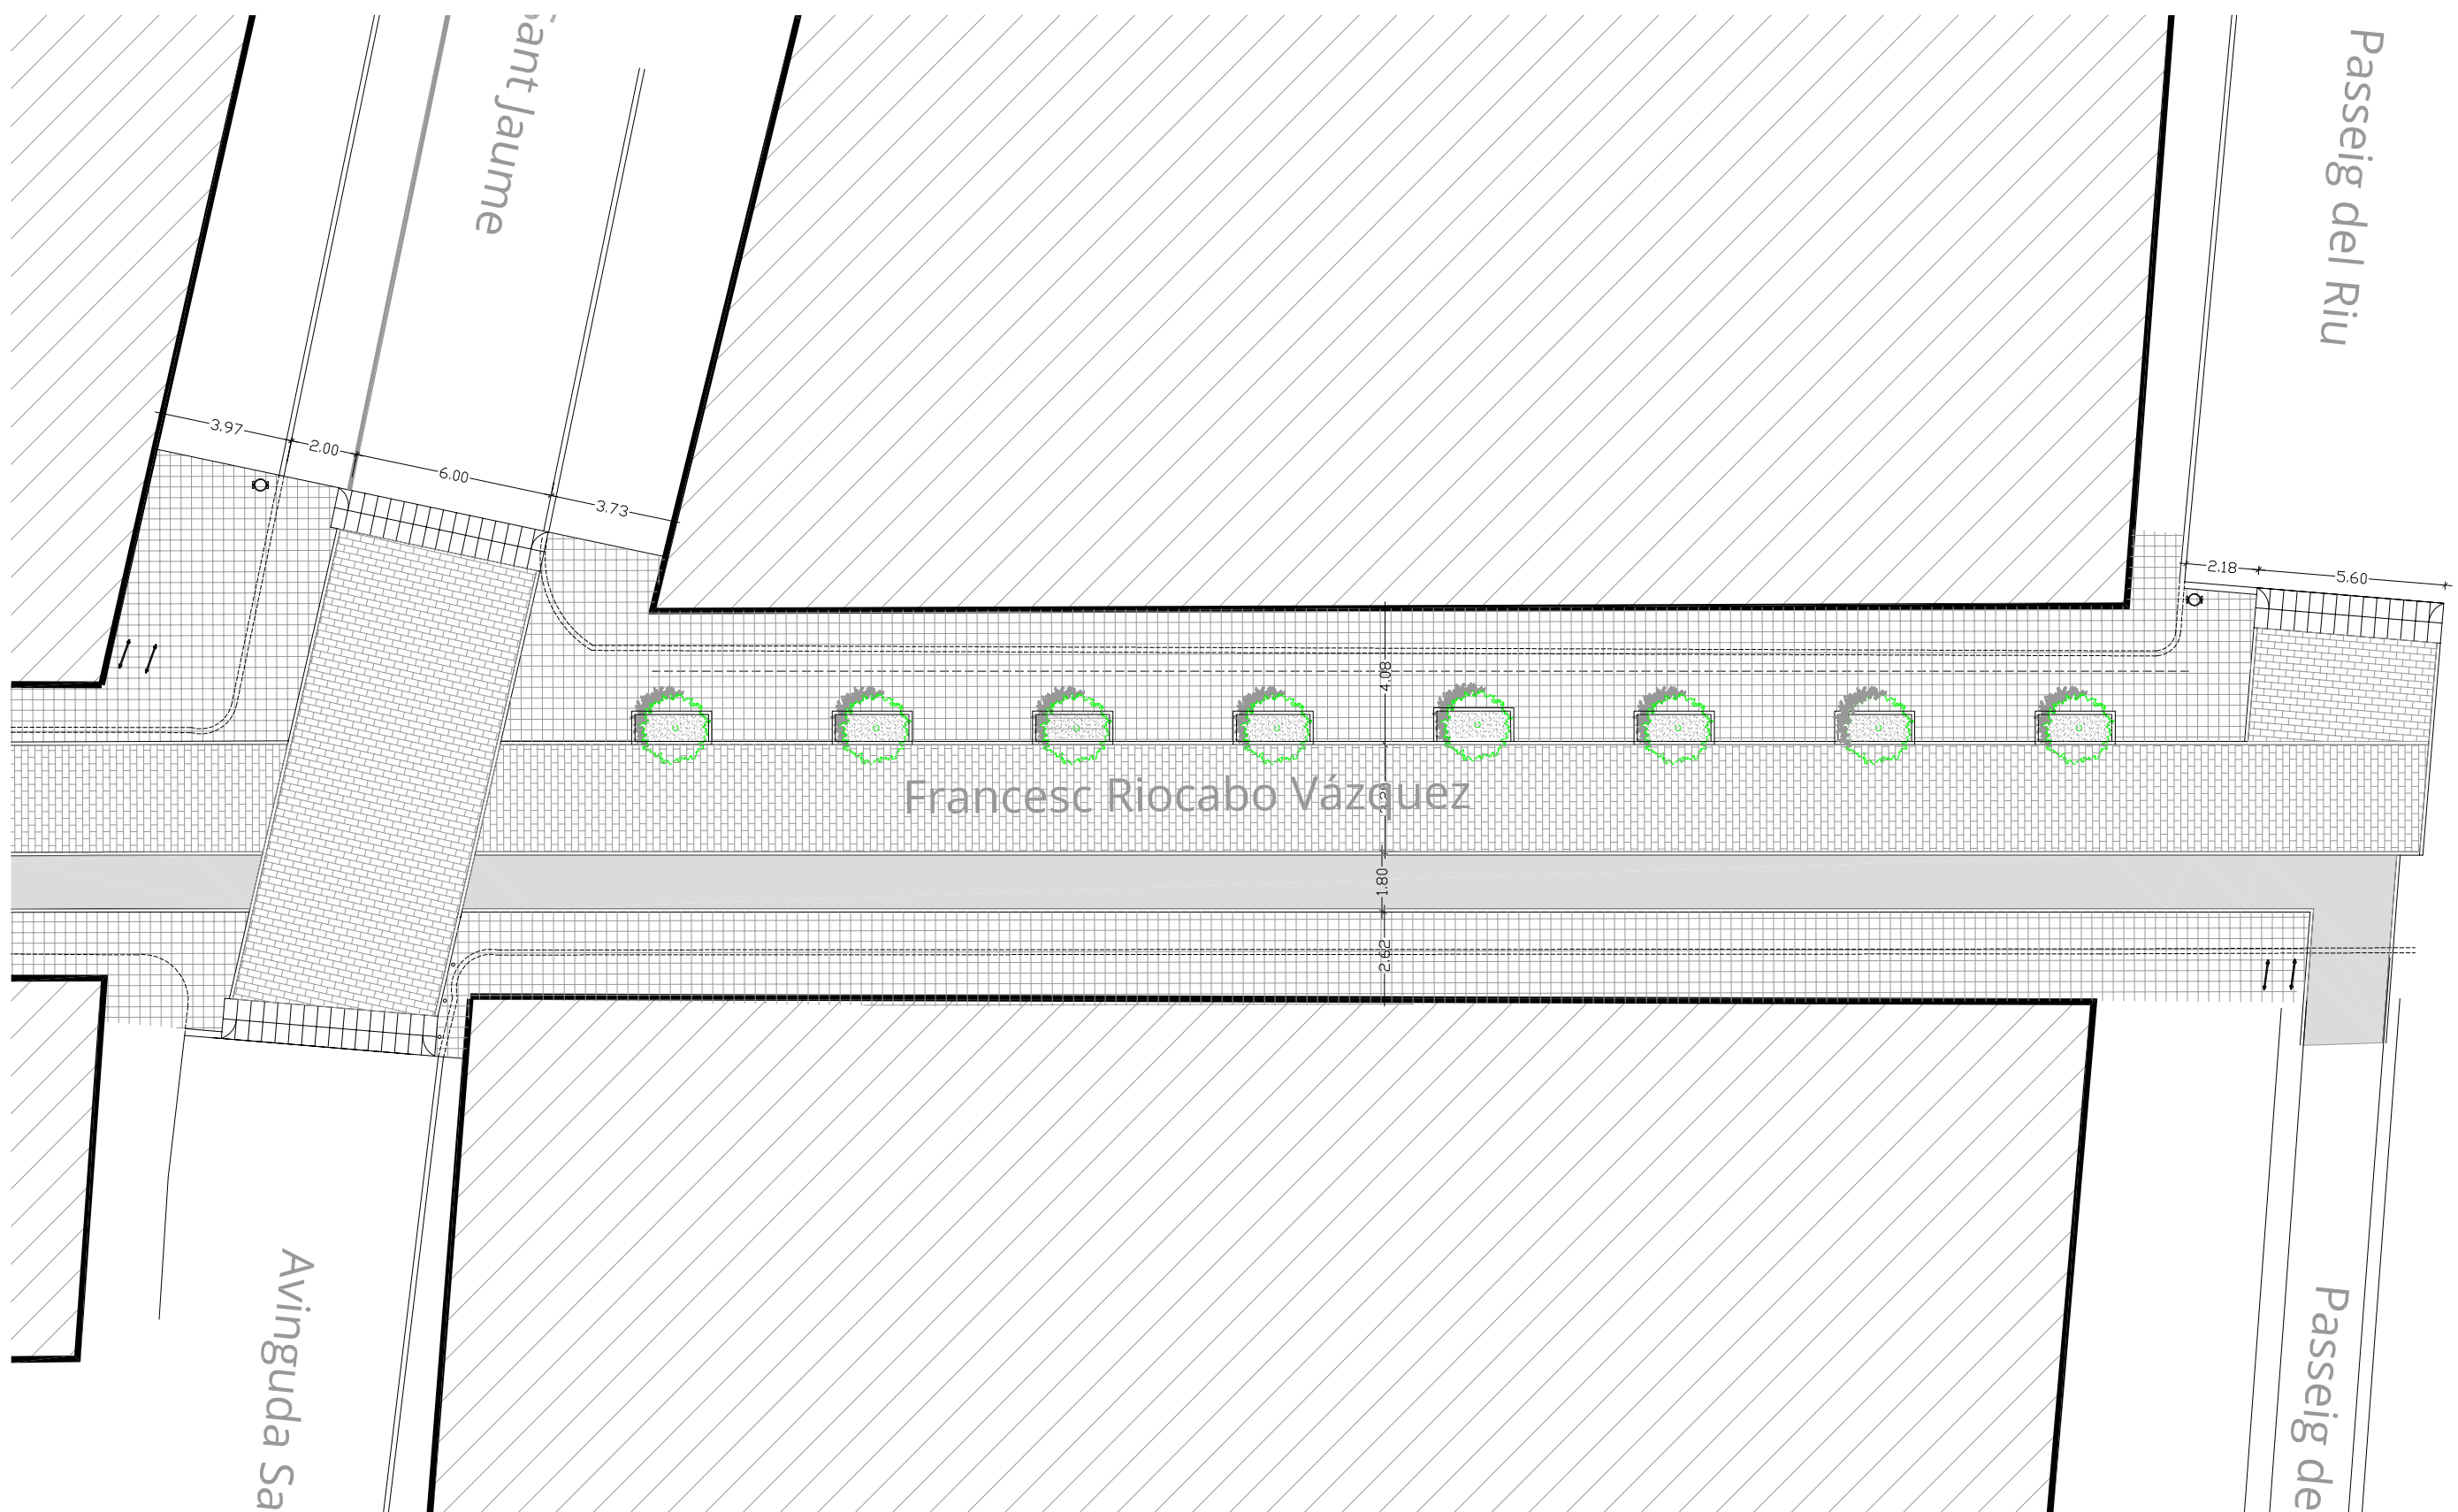 ant Jaume
Passeig del Riu
3.97
2.00
6.00
3.73
2.18
5.60
4.08
Francesc Riocabo Vázquez
1.80
2.62
Avinguda Sa
Passeig de